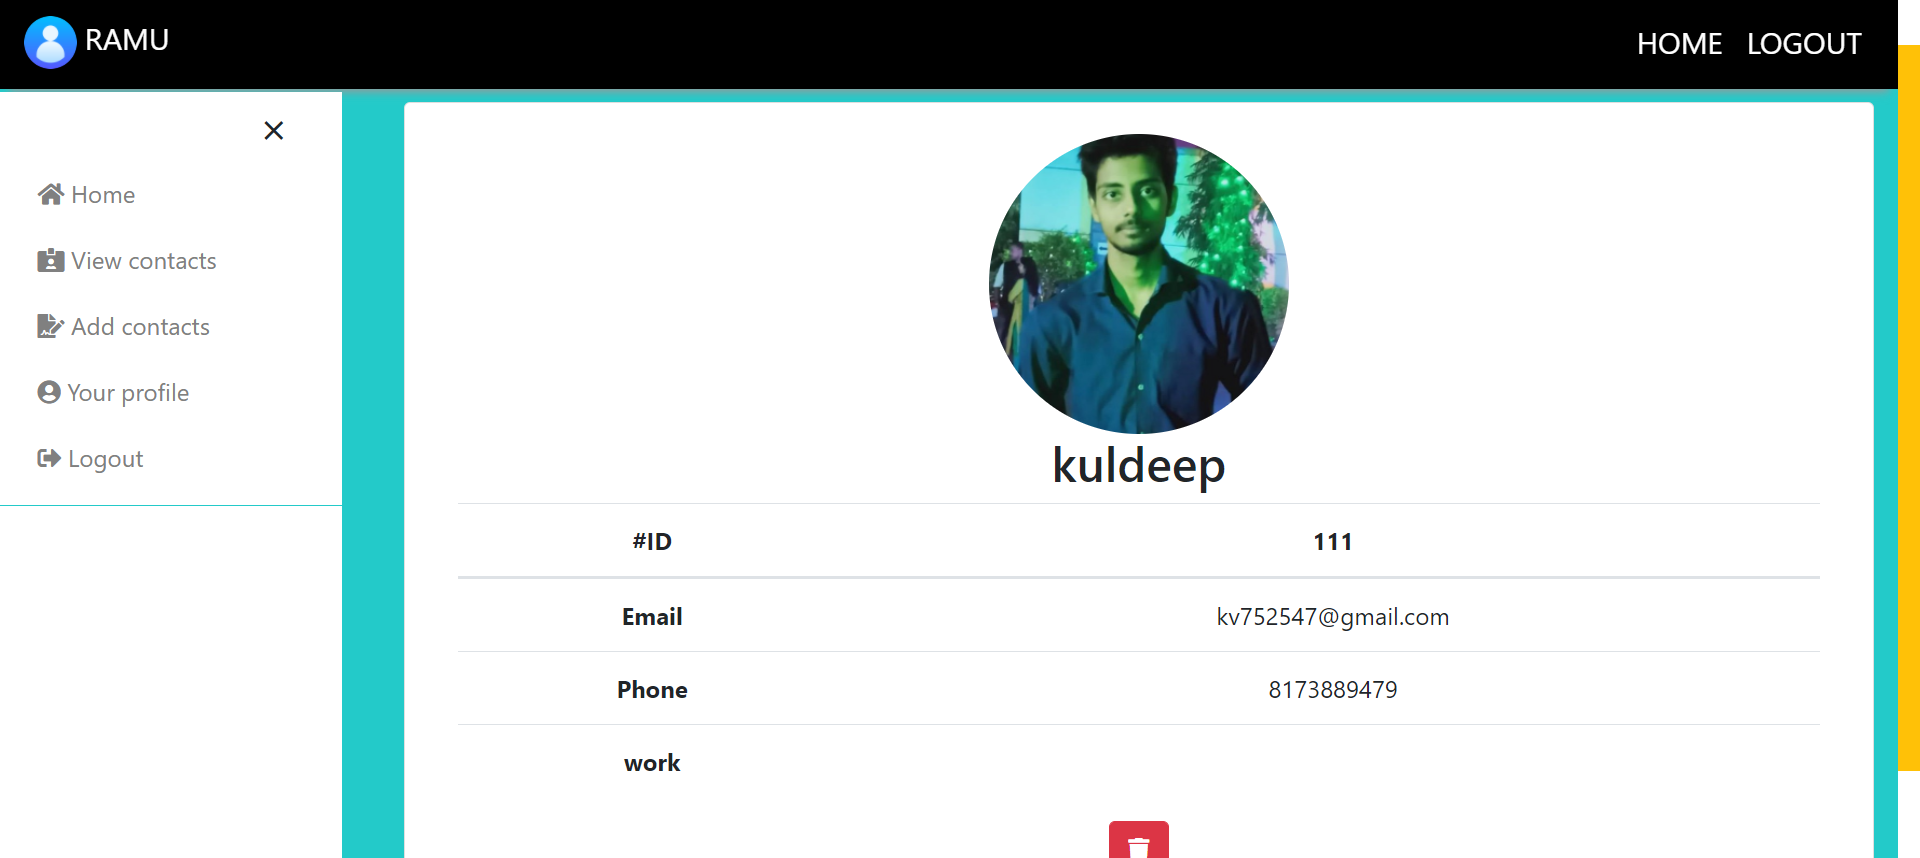 RAMU
HOME LOGOUT
Home
View contacts
Add contacts
Your profile
Logout
kuldeep
#ID 111
Email kv752547@gmail.com
Phone 8173889479
work